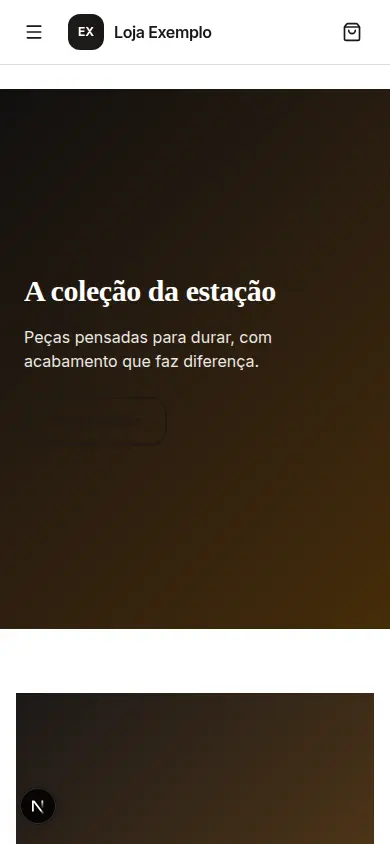 EX
Loja Exemplo
A coleção da estação
Peças pensadas para durar, com
acabamento que faz diferença.
N